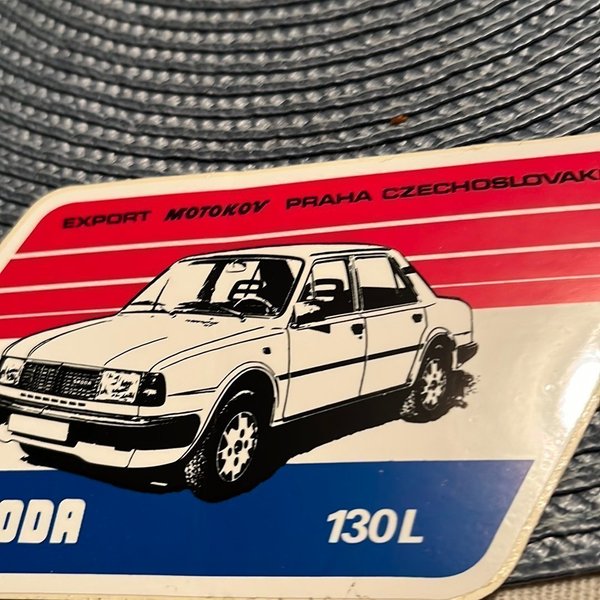 EXPORT MOTOKOV PRAHA CZECHOSLOVAK
ODA 130L